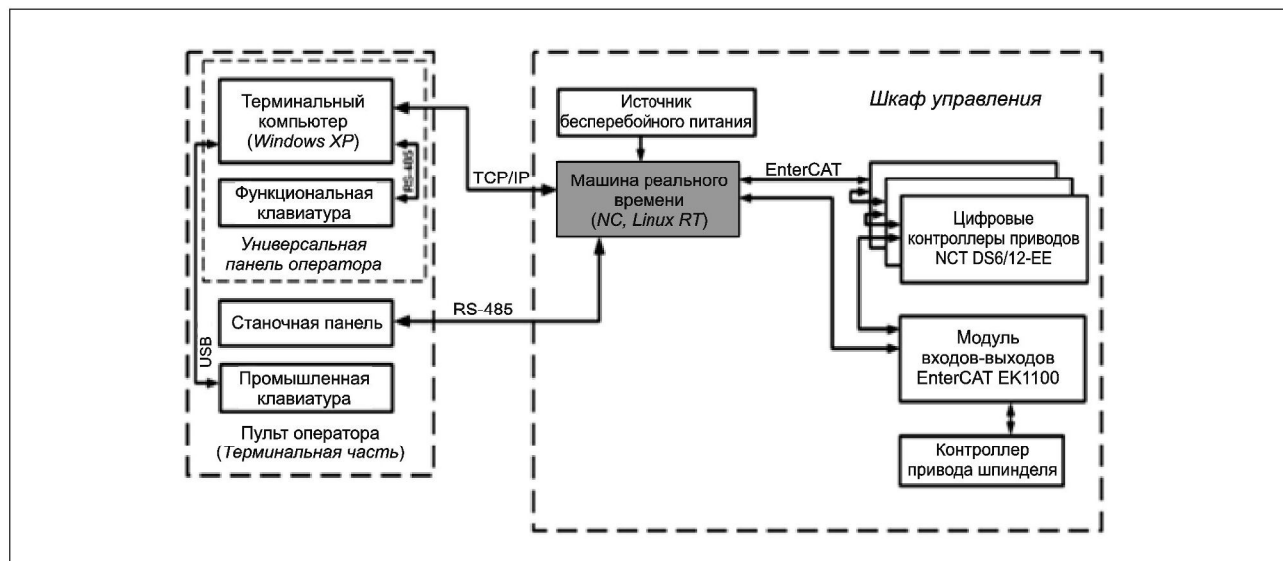 Терминальный
компьютер
(Windows XP)
RS-485
Функциональная
клавиатура
Универсальная
панель оператора
Станочная панель
USB
Промышленная
клавиатура
Пульт оператора
(Терминальная часть)
TCP/IP
RS-485
Шкаф управления
Источник
бесперебойного питания
Машина реального
времени
(NC, Linux RT)
EnterCAT
Цифровые
контроллеры приводов
NCT DS6/12-EE
Модуль
входов-выходов
EnterCAT EK1100
Контроллер
привода шпинделя